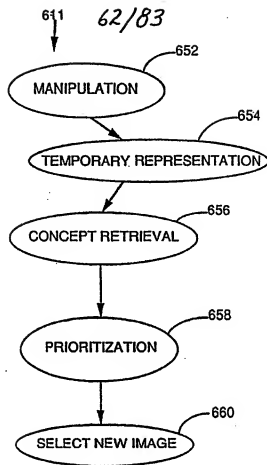 611 62/83
652
MANIPULATION
654
TEMPORARY REPRESENTATION
656
CONCEPT RETRIEVAL
658
PRIORITIZATION
660
SELECT NEW IMAGE